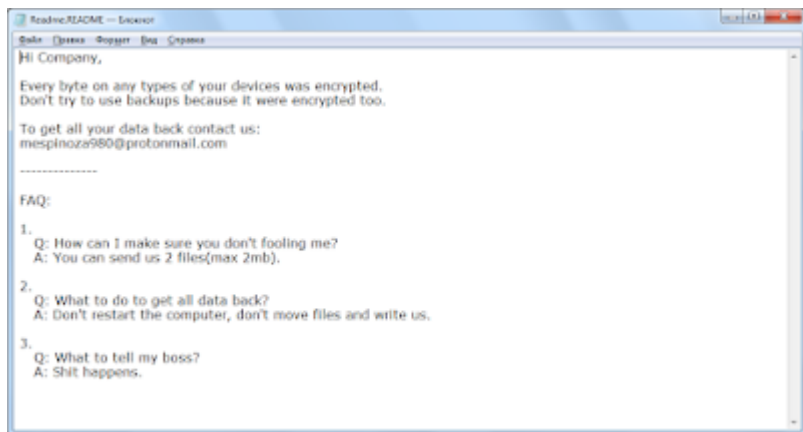 Readme.README — Блокнот
Файл Правка Формат Вид Справка
Hi Company,
Every byte on any types of your devices was encrypted.
Don't try to use backups because it were encrypted too.
To get all your data back contact us:
mespinoza980@protonmail.com
--------------
FAQ:
1.
Q: How can I make sure you don't fooling me?
A: You can send us 2 files(max 2mb).
2.
Q: What to do to get all data back?
A: Don't restart the computer, don't move files and write us.
3.
Q: What to tell my boss?
A: Shit happens.